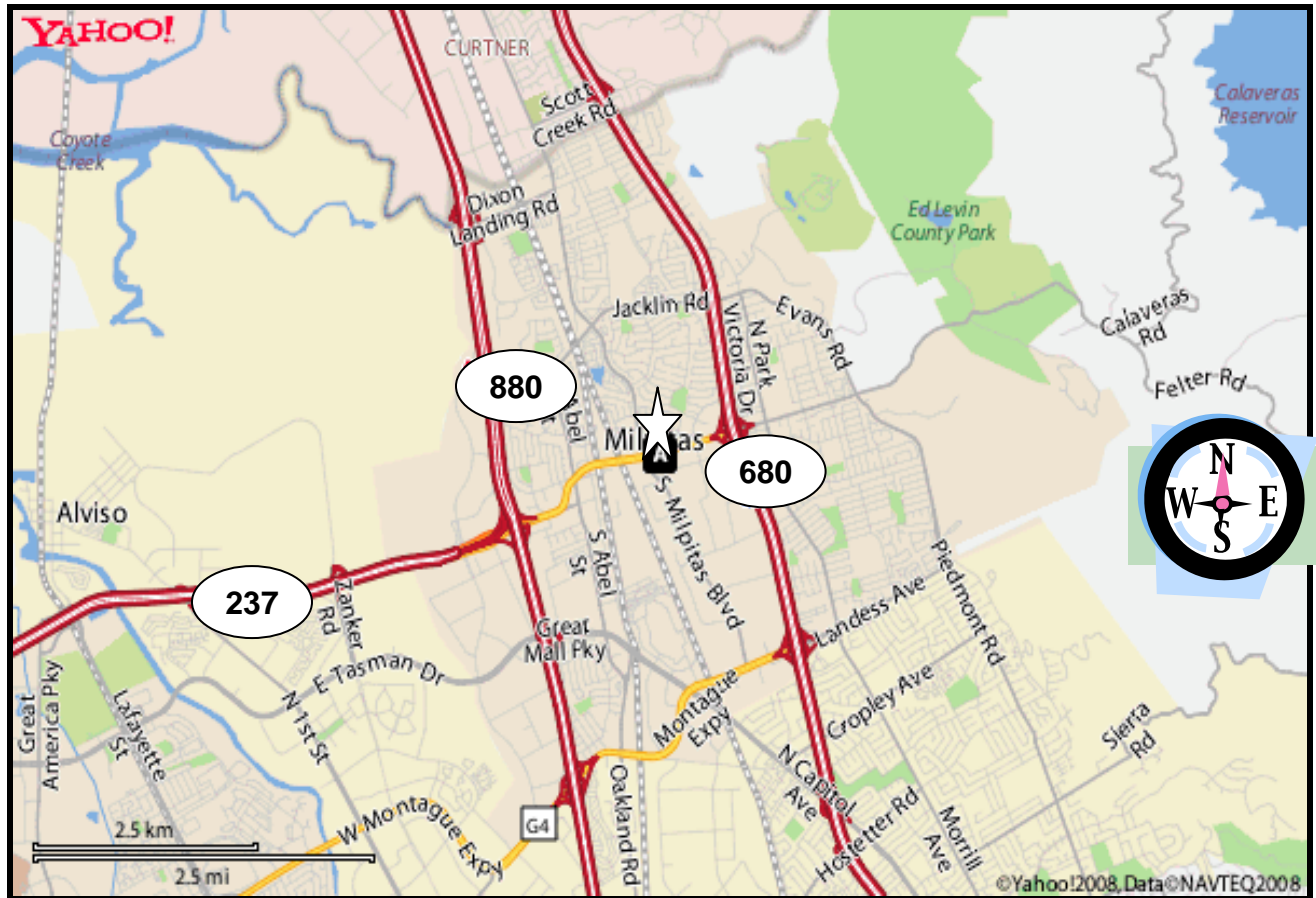 YAHOO!
CURTNER
Calaveras
Reservoir
Scott
Creek Rd
Coyote
Creek
Dixon
Landing Rd
Ed Levin
County Park
Jacklin Rd
Evans Rd
Victoria Dr
N Park
Calaveras
Rd
Felter Rd
880
Abel
St
Milpitas
A
680
N
W
E
S
Alviso
S Milpitas Blvd
S Abel
St
237
Zanker
Rd
Piedmont Rd
Landess Ave
Great
Mall Pky
E Tasman Dr
Great
America Pky
Lafayette
St
N 1st St
Montague
Expy
Cropley Ave
Sierra
Rd
N Capitol
Ave
Hostetter Rd
Morrill
Ave
Oakland Rd
G4
W Montague Expy
2.5 km
2.5 mi
©Yahoo!2008, Data©NAVTEQ2008